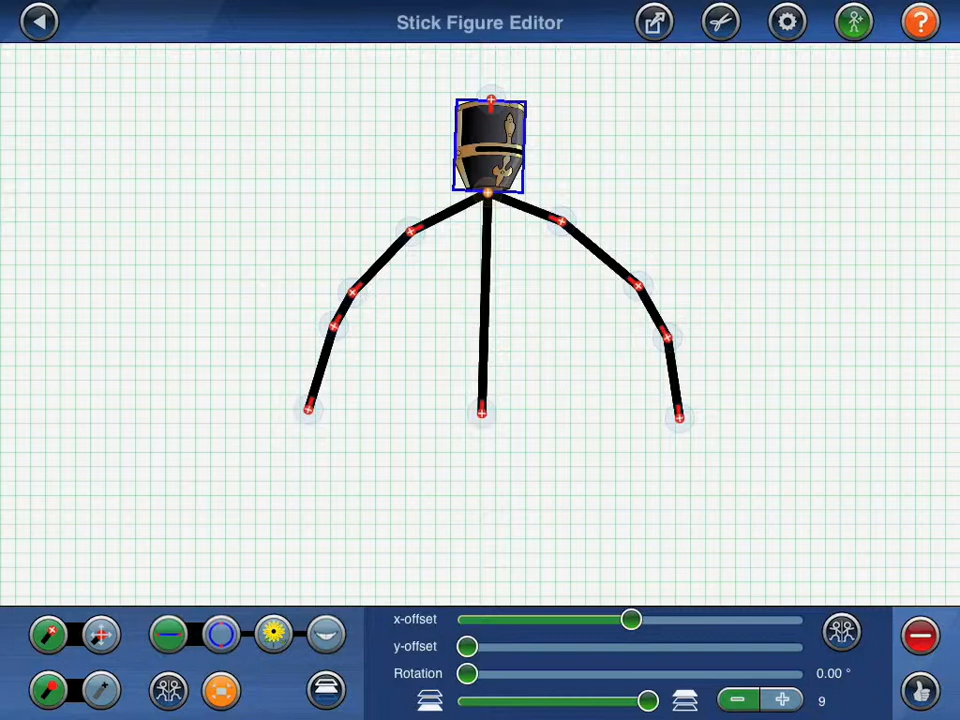 Stick Figure Editor
?
x-offset
y-offset
Rotation 0.00 °
9